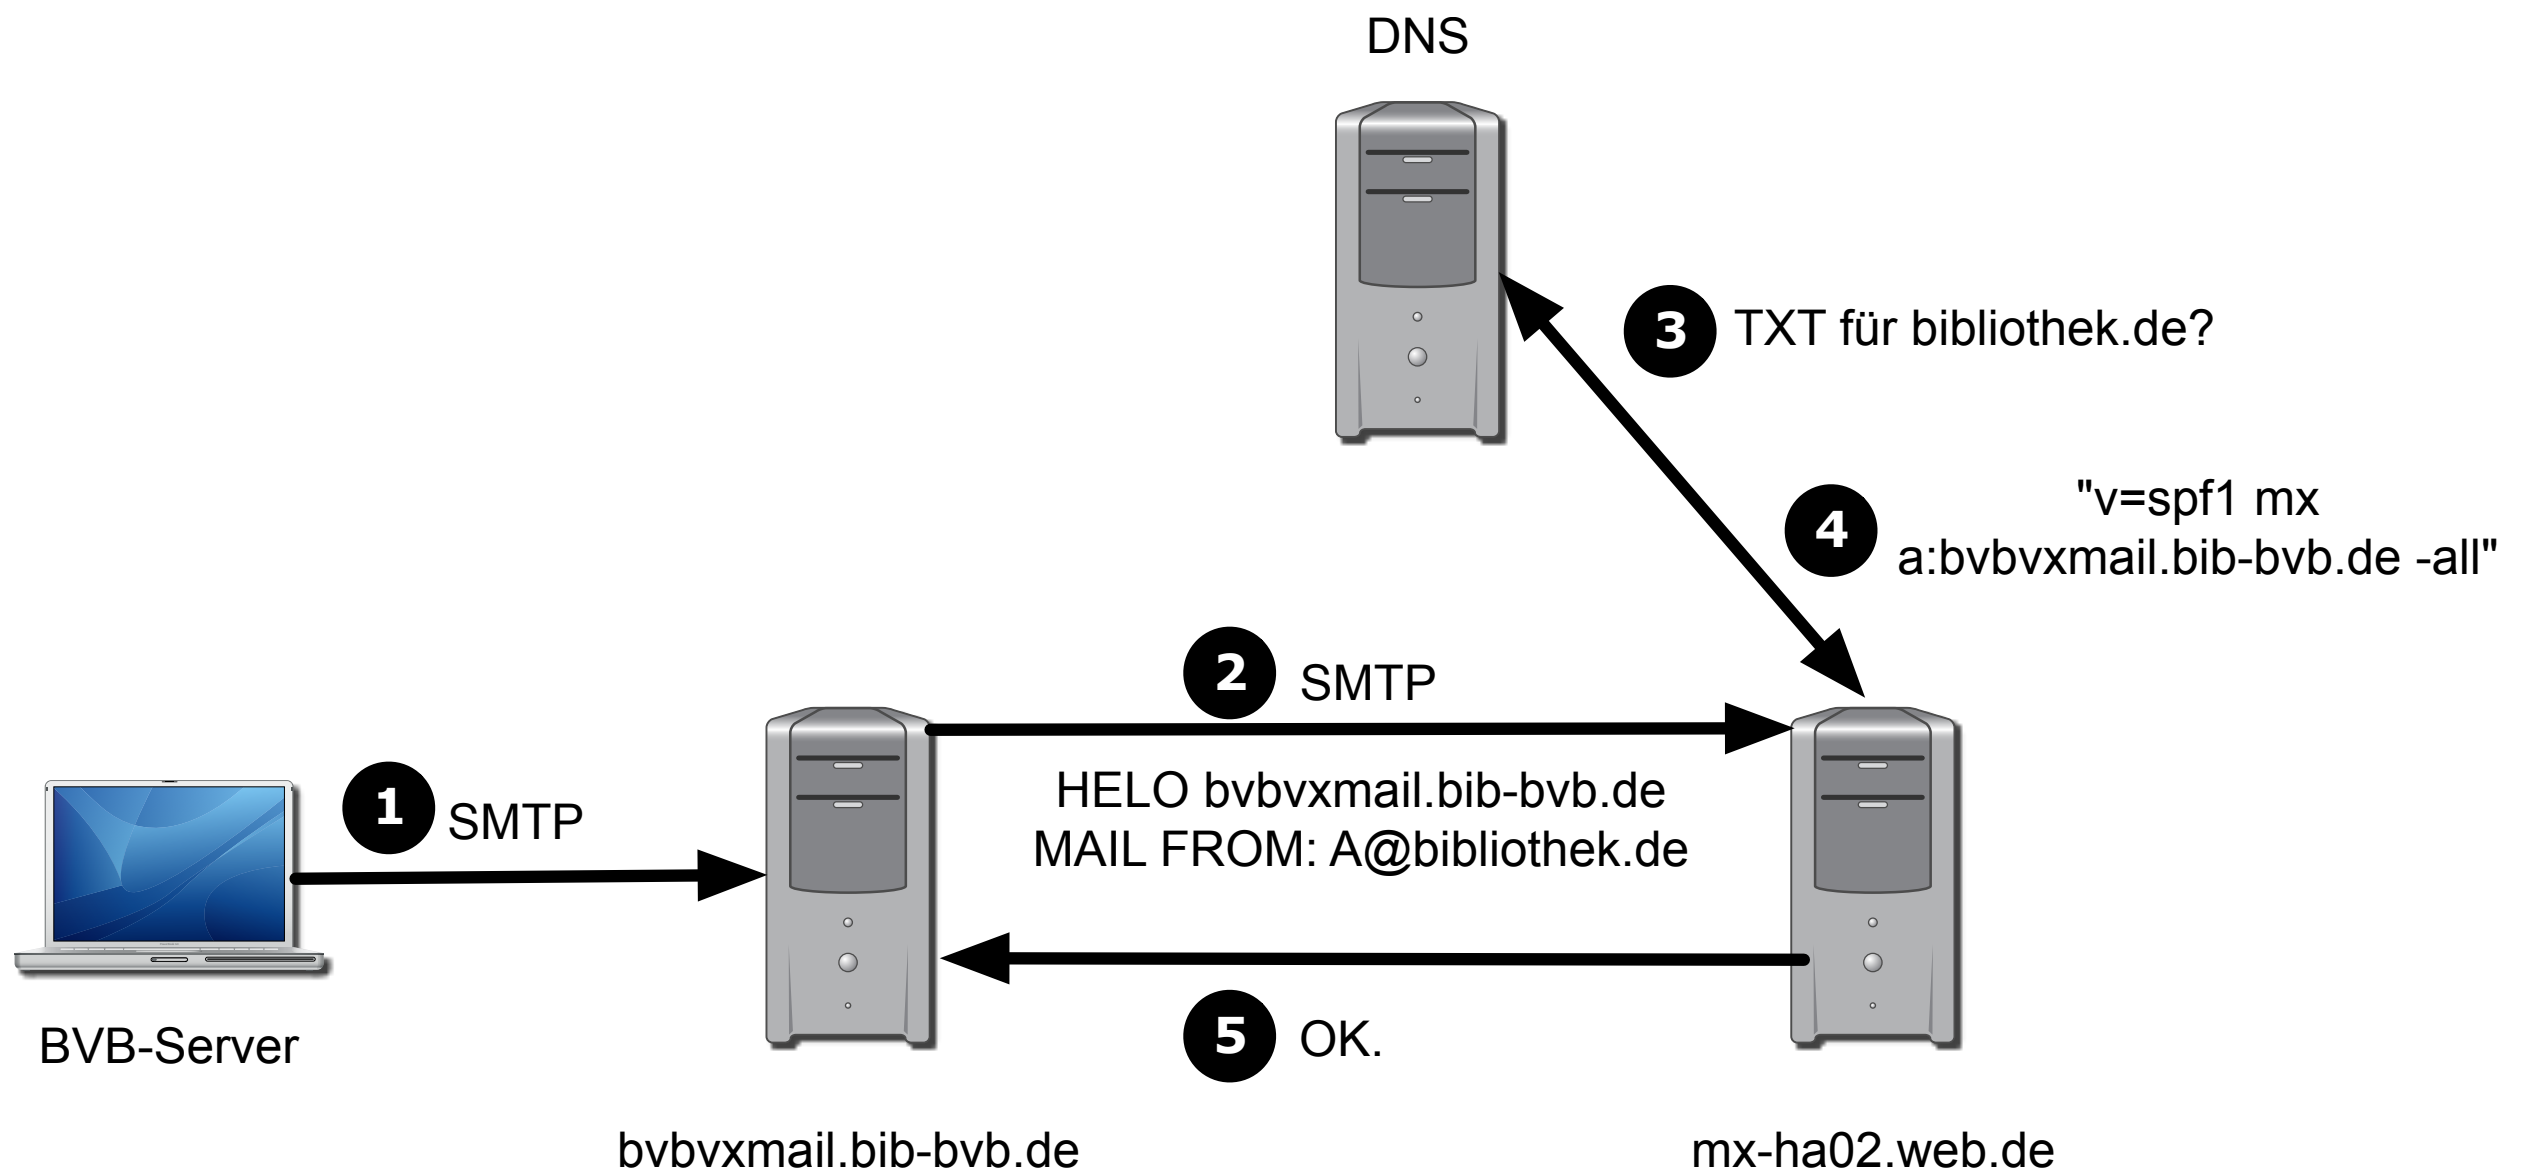 DNS
3 TXT für bibliothek.de?
4 "v=spf1 mx
a:bvbvxmail.bib-bvb.de -all"
2 SMTP
HELO bvbvxmail.bib-bvb.de
MAIL FROM: A@bibliothek.de
1 SMTP
5 OK.
BVB-Server
bvbvxmail.bib-bvb.de
mx-ha02.web.de